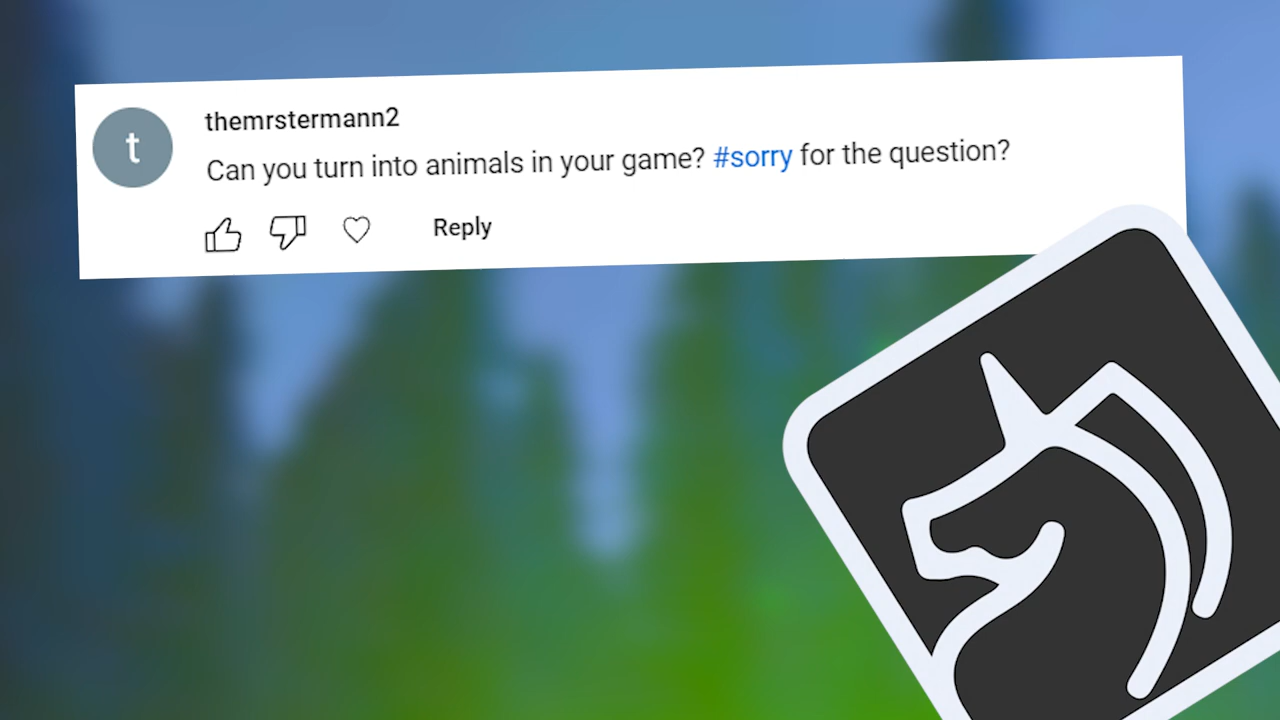 t
themrstermann2
Can you turn into animals in your game? #sorry for the question?
Reply